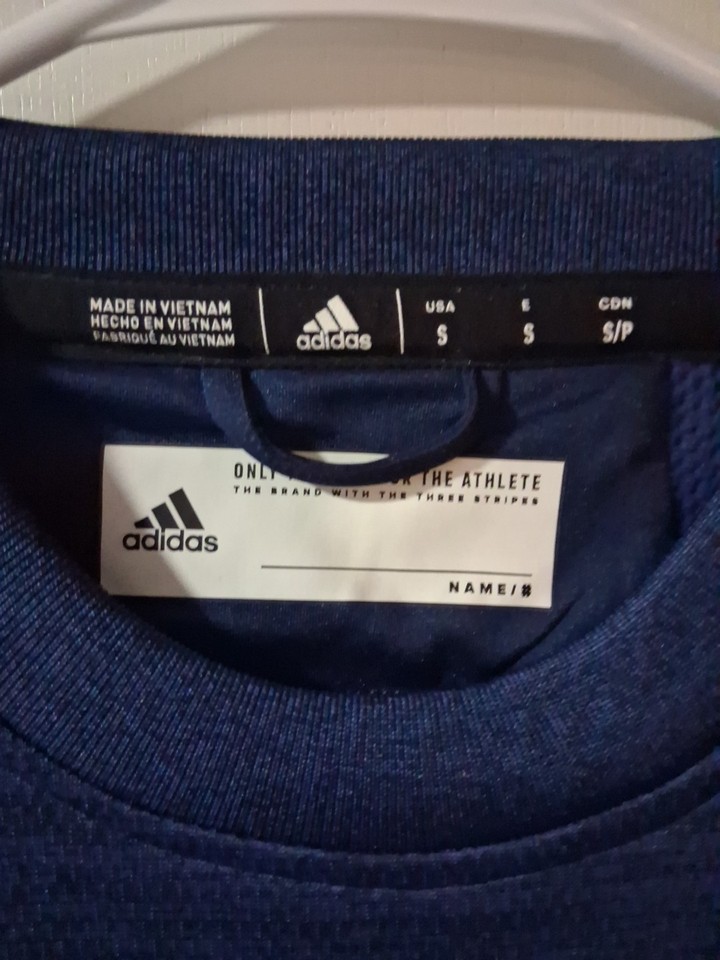 MADE IN VIETNAM
HECHO EN VIETNAM
FABRIQUÉ AU VIETNAM
adidas
USA E CDN
S S S/P
ONLY THE ATHLETE
THE BRAND WITH THE THREE STRIPES
adidas
NAME/#